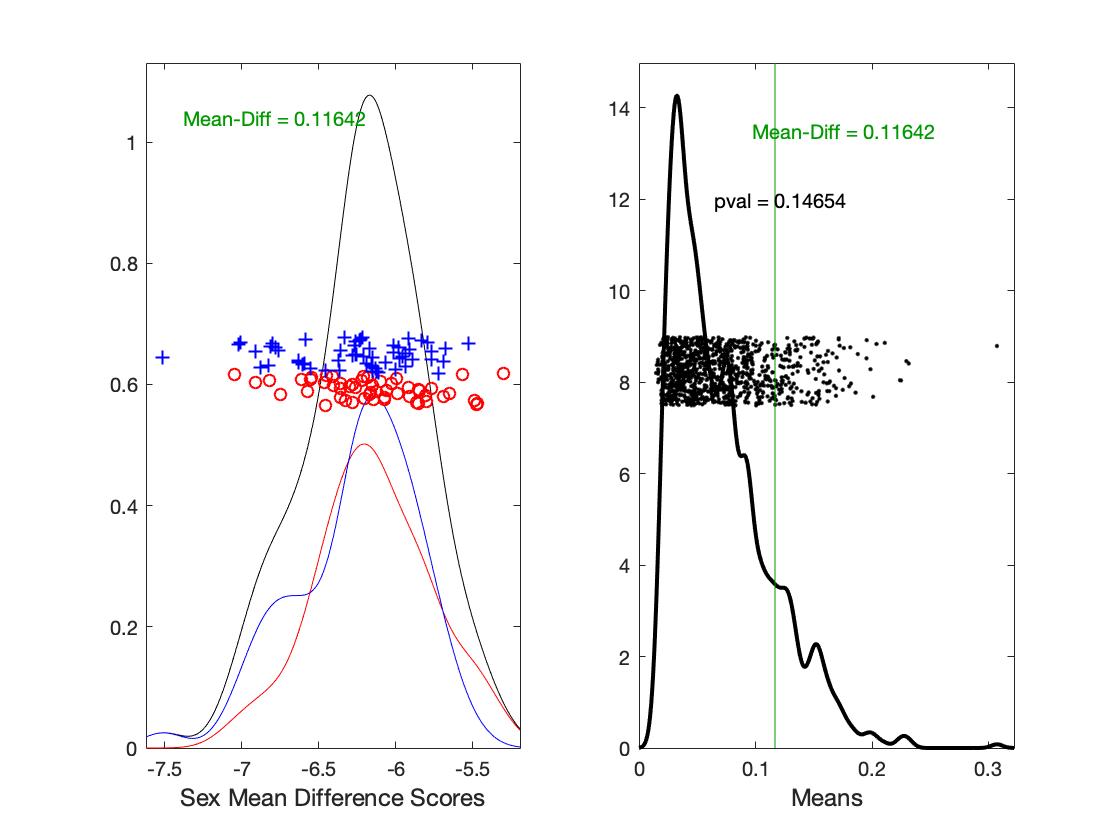 Mean-Diff = 0.11642
1
0.8
0.6
0.4
0.2
0
-7.5 -7 -6.5 -6 -5.5
Sex Mean Difference Scores
Mean-Diff = 0.11642
pval = 0.14654
14
12
10
8
6
4
2
0
0 0.1 0.2 0.3
Means